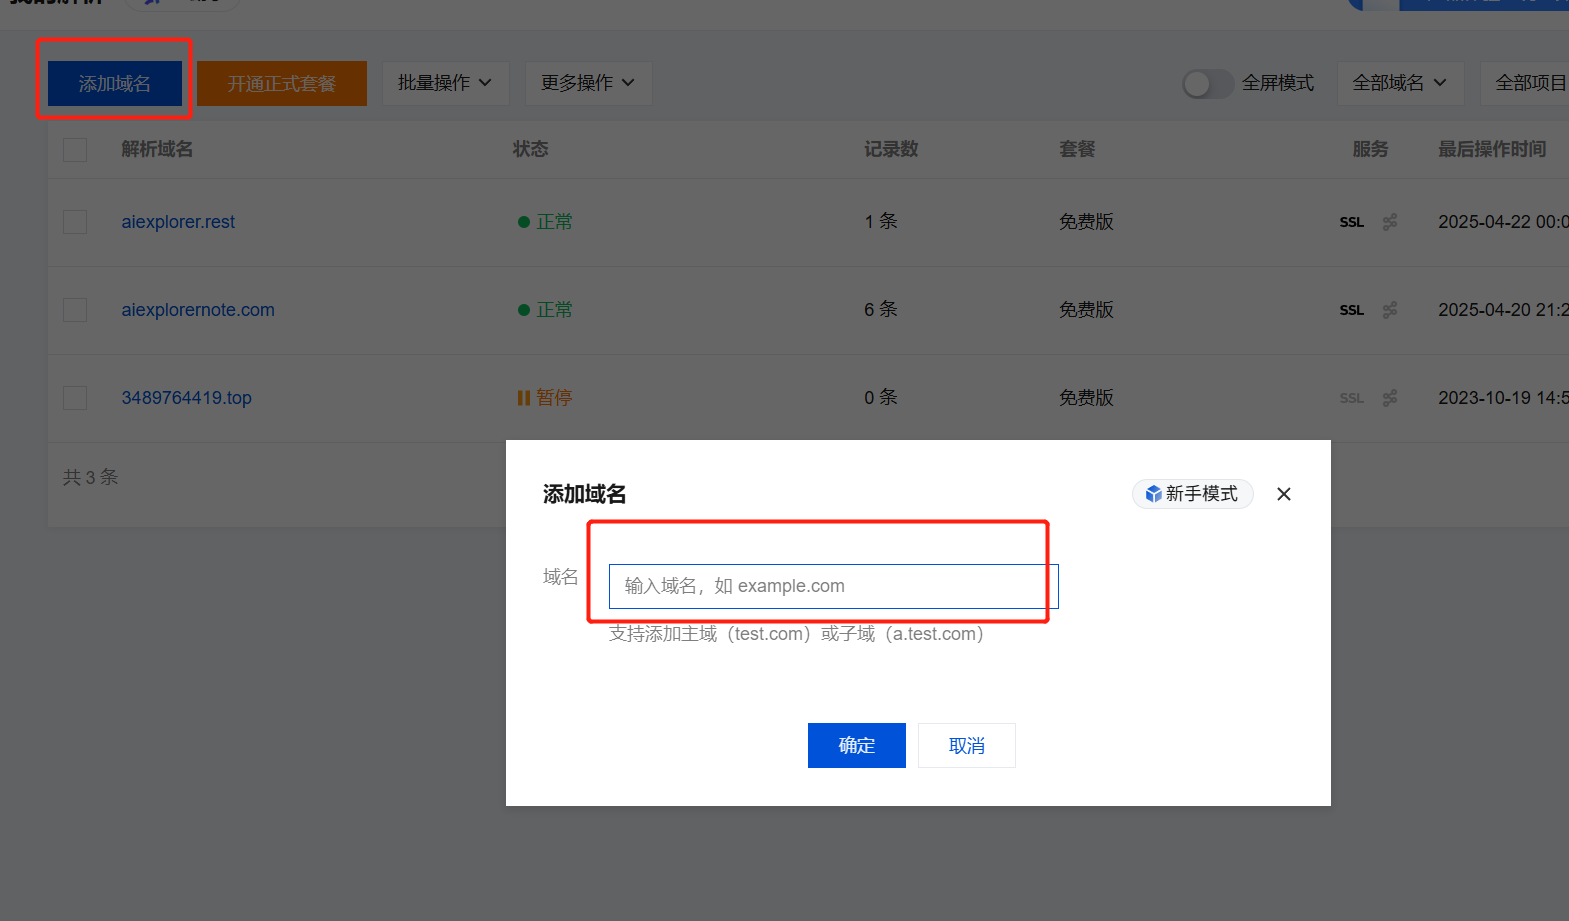 添加域名
开通正式套餐
批量操作
更多操作
全屏模式
全部域名
全部项目
解析域名 状态 记录数 套餐 服务 最后操作时间
aiexplorer.rest 正常 1 条 免费版 SSL 2025-04-22 00:0
aiexplorernote.com 正常 6 条 免费版 SSL 2025-04-20 21:2
3489764419.top 暂停 0 条 免费版 SSL 2023-10-19 14:5
共 3 条
添加域名
新手模式
域名
输入域名，如 example.com
支持添加主域（test.com）或子域（a.test.com）
确定
取消